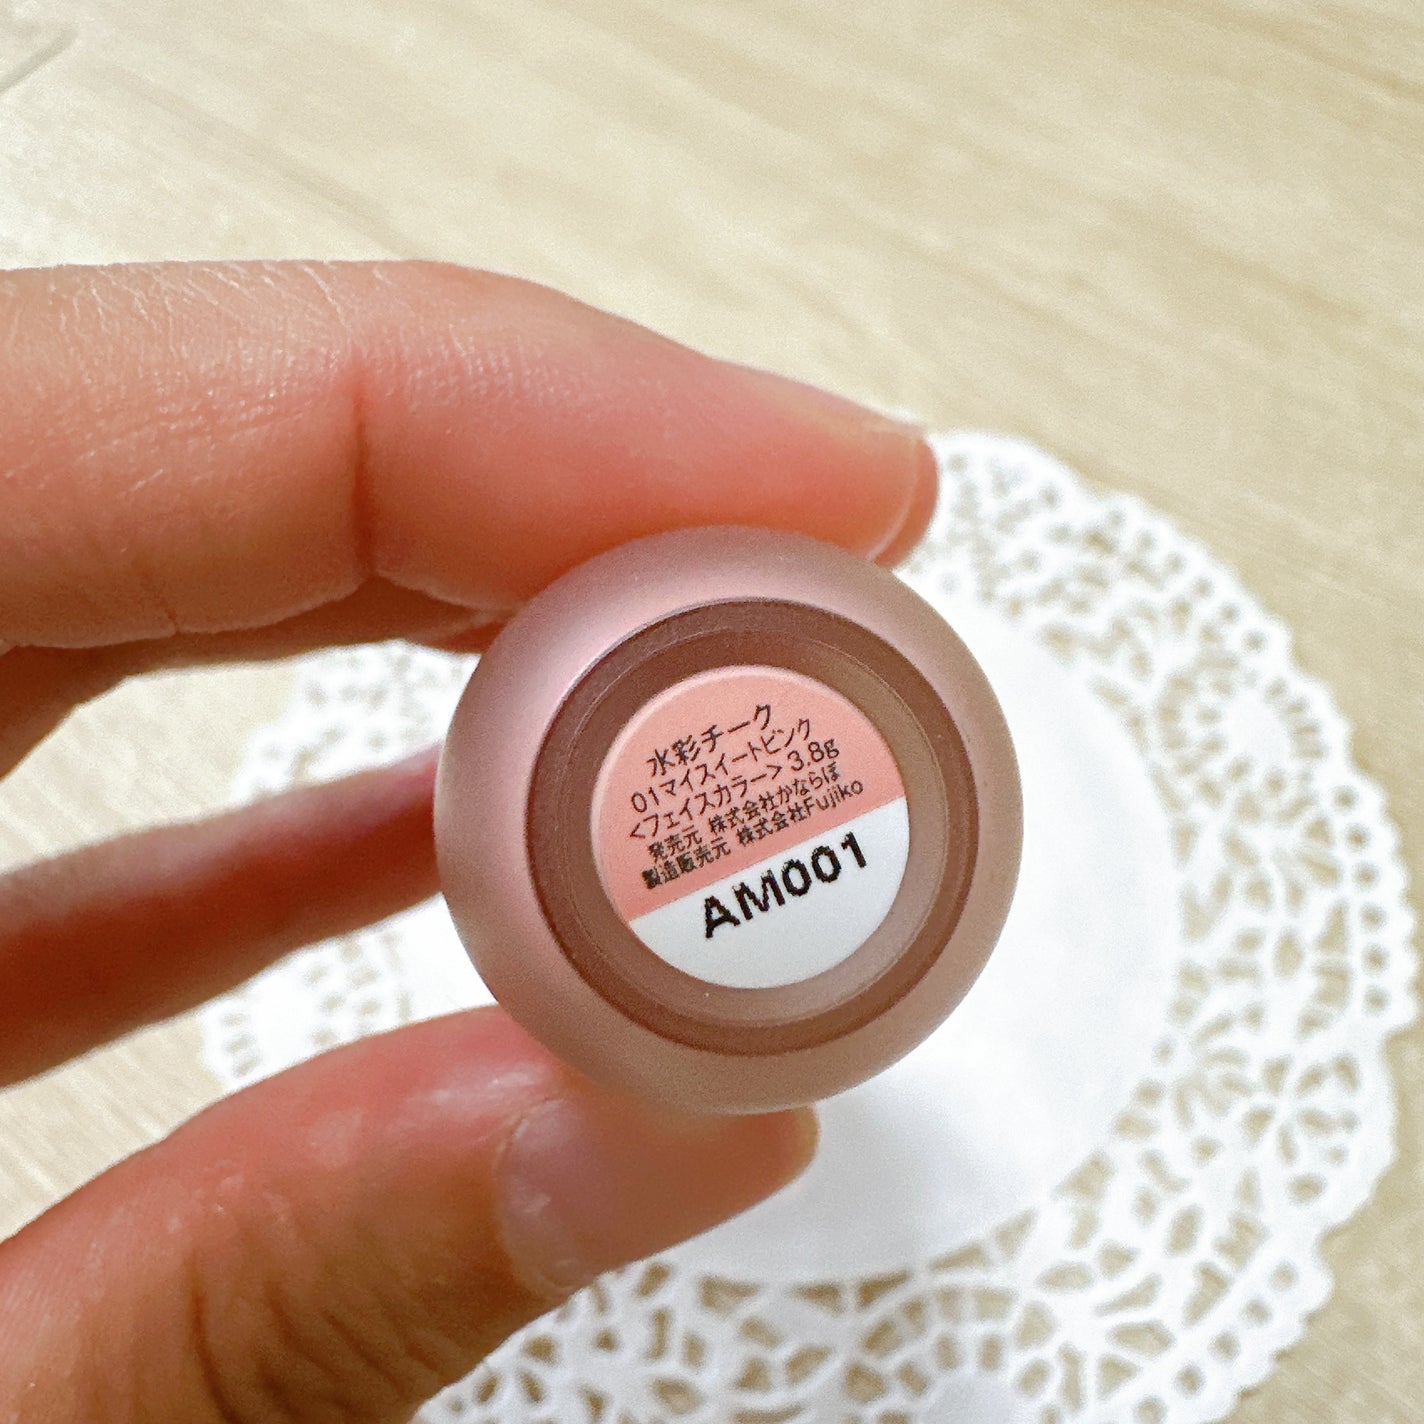 水彩チーク
01マイスイートピンク
<フェイスカラー> 3.8g
発売元 株式会社かならぼ
製造販売元 株式会社Fujiko
AM001